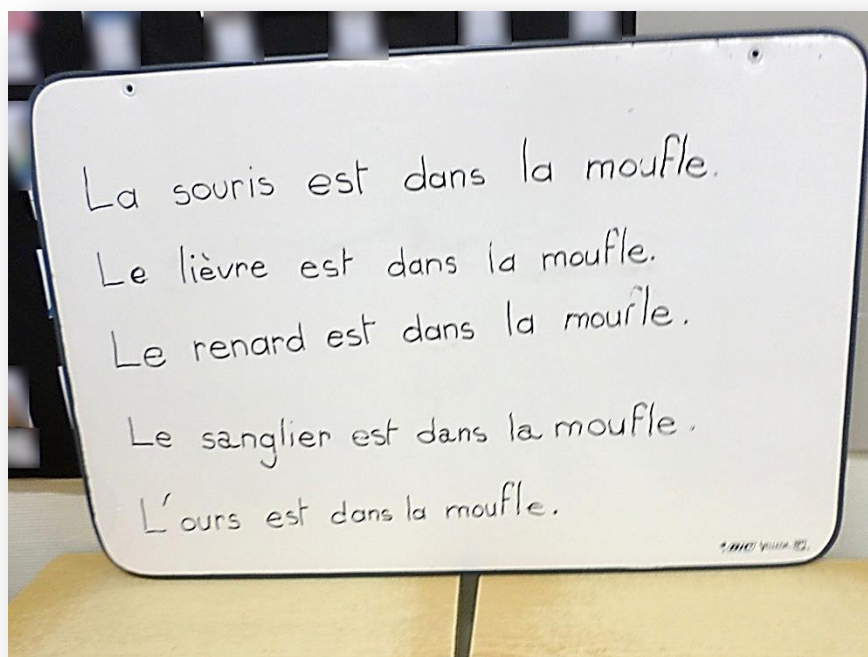 La souris est dans la moufle.
Le lièvre est dans la moufle.
Le renard est dans la moufle.
Le sanglier est dans la moufle.
L'ours est dans la moufle.